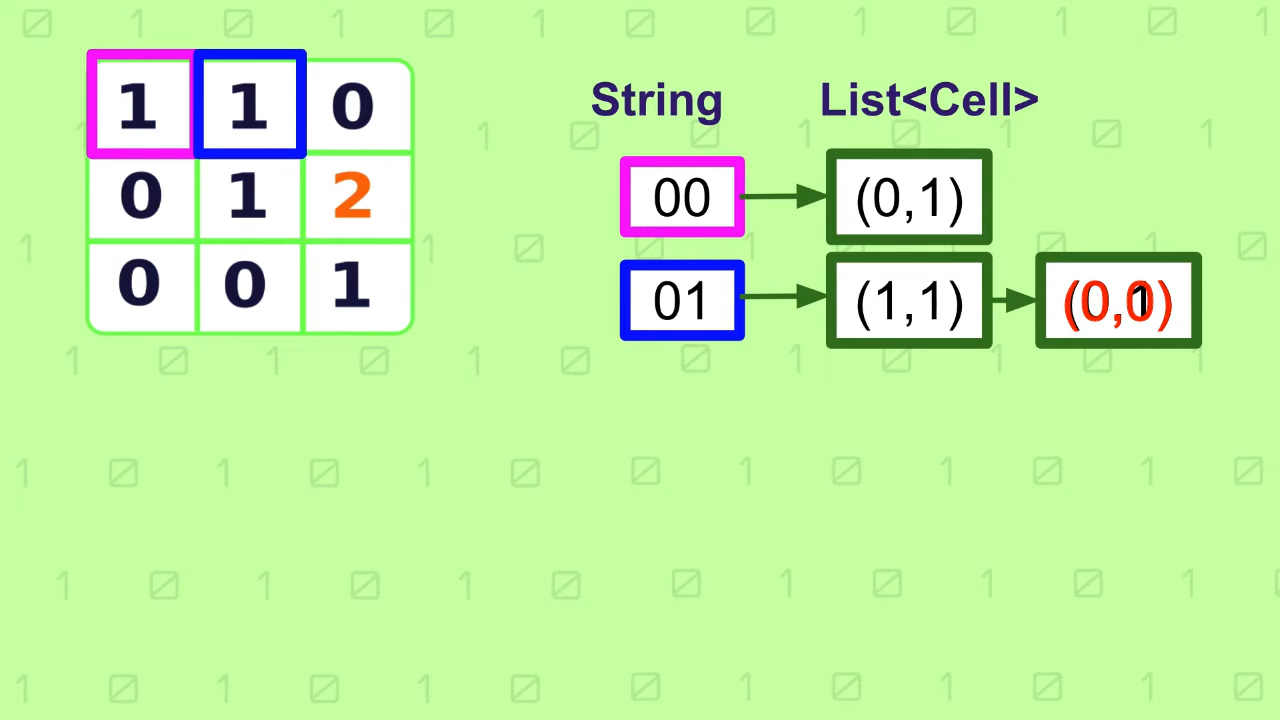 1 1 0
0 1 2
0 0 1
String List<Cell>
00 (0,1)
01 (1,1)